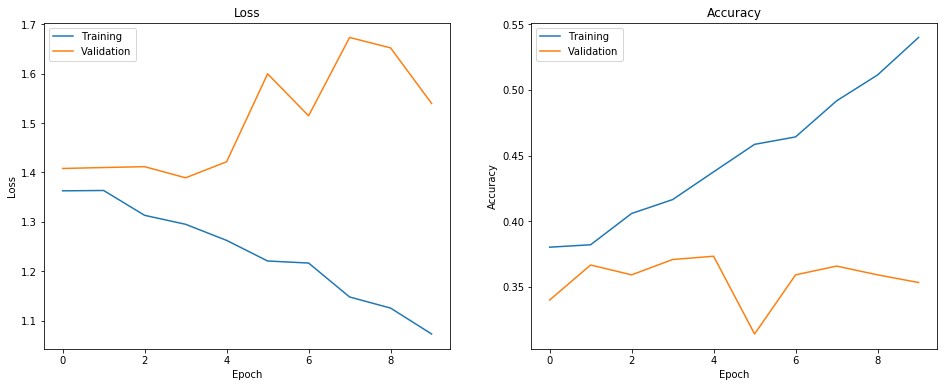 Loss
Training
Validation
1.7
1.6
1.5
1.4
1.3
1.2
1.1
Loss
0 2 4 6 8
Epoch
Accuracy
Training
Validation
0.55
0.50
0.45
0.40
0.35
Accuracy
0 2 4 6 8
Epoch